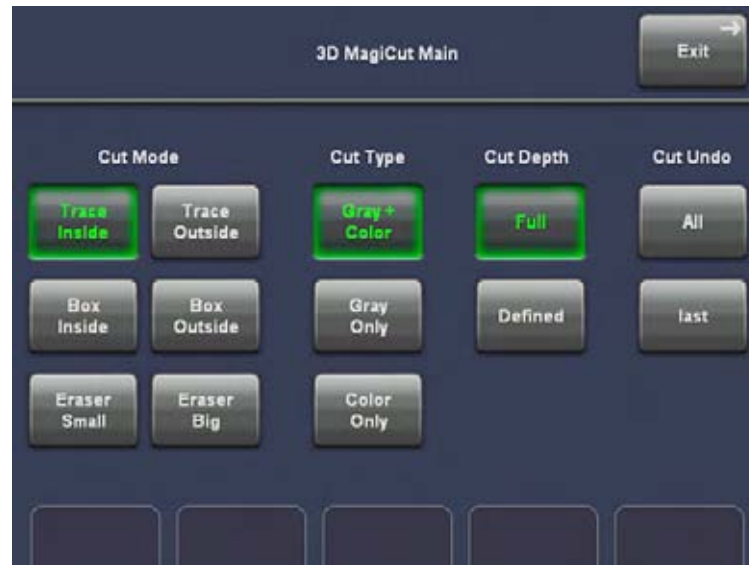 3D MagiCut Main
Exit
Cut Mode
Cut Type
Cut Depth
Cut Undo
Trace
Inside
Trace
Outside
Gray +
Color
Full
All
Box
Inside
Box
Outside
Gray
Only
Defined
last
Eraser
Small
Eraser
Big
Color
Only